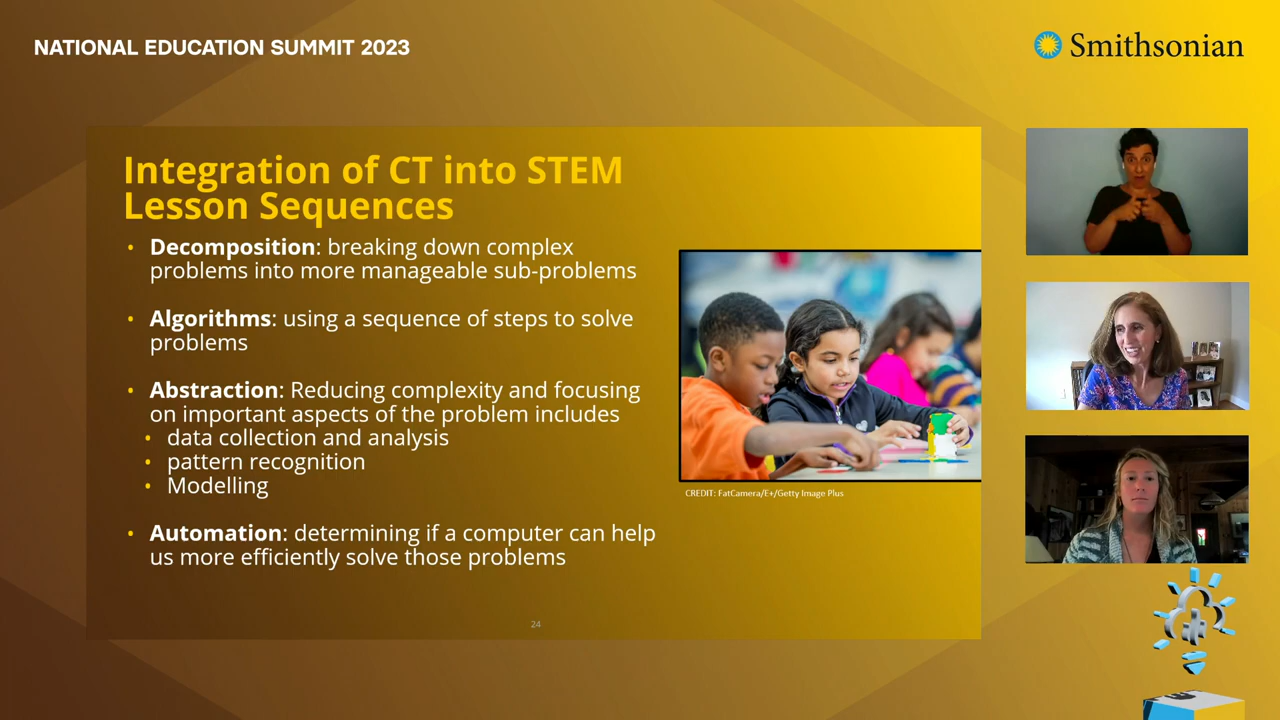 NATIONAL EDUCATION SUMMIT 2023
Smithsonian
Integration of CT into STEM
Lesson Sequences
• Decomposition: breaking down complex
problems into more manageable sub-problems
• Algorithms: using a sequence of steps to solve
problems
• Abstraction: Reducing complexity and focusing
on important aspects of the problem includes
• data collection and analysis
• pattern recognition
• Modelling
• Automation: determining if a computer can help
us more efficiently solve those problems
CREDIT: FatCamera/E+/Getty Image Plus
24